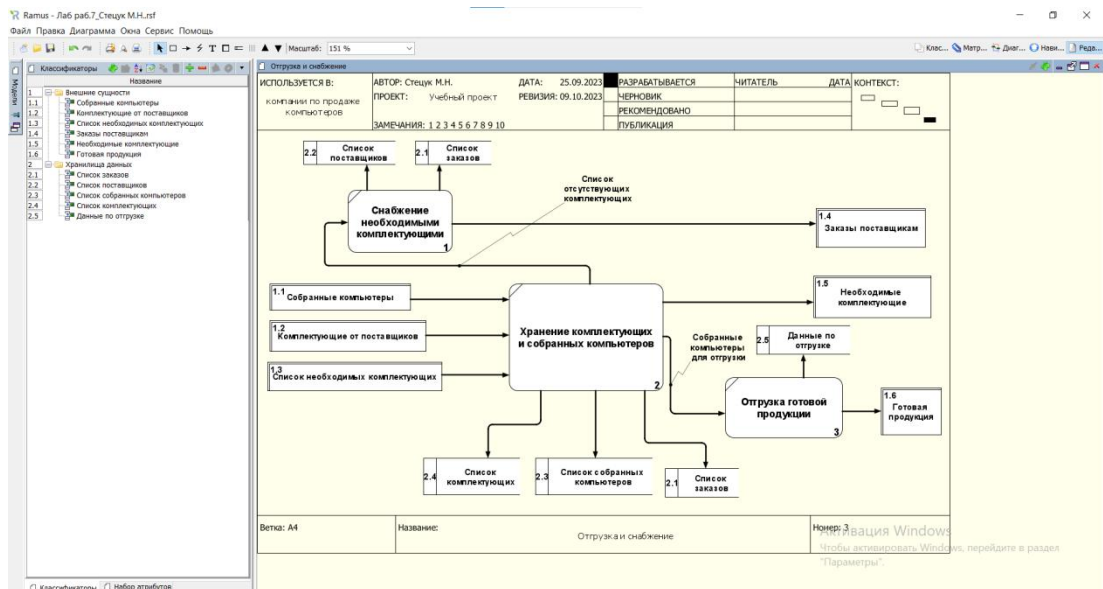 Ramus - Лаб раб.7_Стецук М.Н..rsf
Файл Правка Диаграмма Окна Сервис Помощь
Масштаб: 151 %
Клас... Матр... Диаг... Нави... Реда...
Модели
Классификаторы
Название
1 Внешние сущности
1.1 Собранные компьютеры
1.2 Комплектующие от поставщиков
1.3 Список необходимых комплектующих
1.4 Заказы поставщикам
1.5 Необходимые комплектующие
1.6 Готовая продукция
2 Хранилища данных
2.1 Список заказов
2.2 Список поставщиков
2.3 Список собранных компьютеров
2.4 Список комплектующих
2.5 Данные по отгрузке
Классификаторы Набор атрибутов
Отгрузка и снабжение
ИСПОЛЬЗУЕТСЯ В:
компании по продаже
компьютеров
АВТОР: Стецук М.Н.
ПРОЕКТ: Учебный проект
ЗАМЕЧАНИЯ: 1 2 3 4 5 6 7 8 9 10
ДАТА: 25.09.2023
РЕВИЗИЯ: 09.10.2023
РАЗРАБАТЫВАЕТСЯ
ЧЕРНОВИК
РЕКОМЕНДОВАНО
ПУБЛИКАЦИЯ
ЧИТАТЕЛЬ
ДАТА
КОНТЕКСТ:
2.2
Список
поставщиков
2.1
Список
заказов
Список
отсутствующих
комплектующих
Снабжение
необходимыми
комплектующими
1
1.4
Заказы поставщикам
1.1
Собранные компьютеры
1.2
Комплектующие от поставщиков
1.3
Список необходимых комплектующих
Хранение комплектующих
и собранных компьютеров
2
1.5
Необходимые
комплектующие
Собранные
компьютеры
для отгрузки
2.5
Данные по
отгрузке
Отгрузка готовой
продукции
3
1.6
Готовая
продукция
2.4
Список
комплектующих
2.3
Список собранных
компьютеров
2.1
Список
заказов
Ветка: A4
Название:
Отгрузка и снабжение
Номер: 3
Активация Windows
Чтобы активировать Windows, перейдите в раздел
"Параметры".